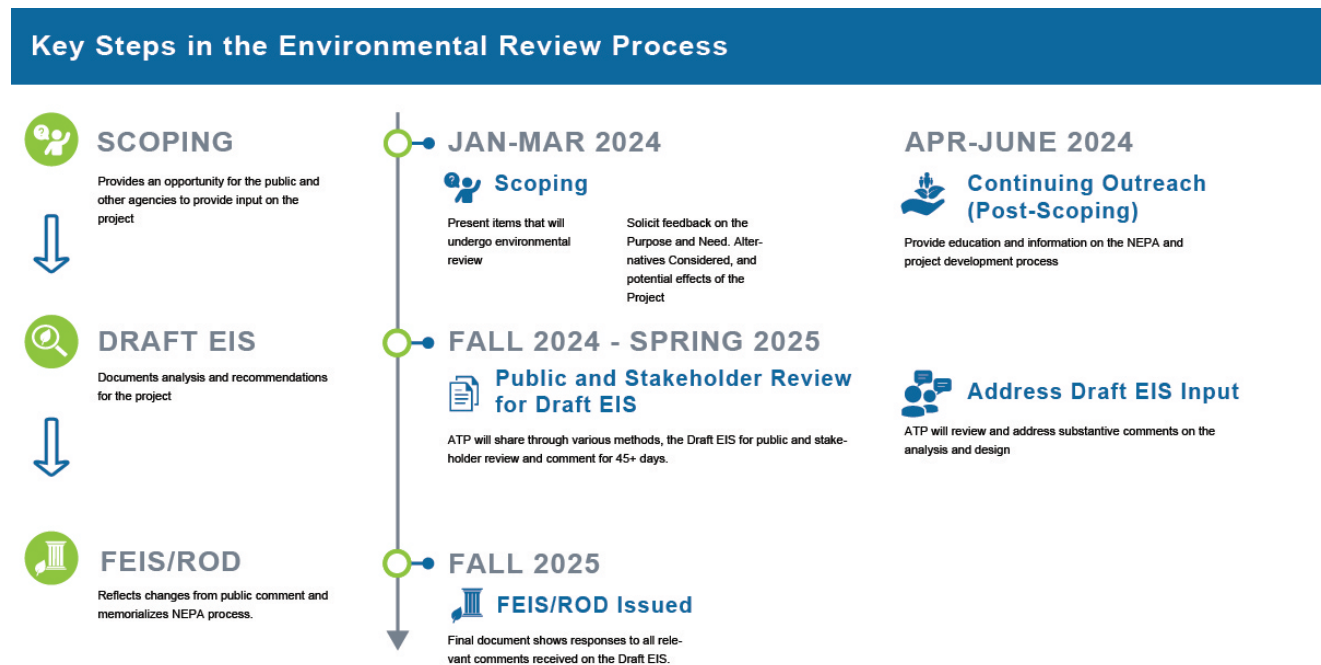 Key Steps in the Environmental Review Process
SCOPING
Provides an opportunity for the public and
other agencies to provide input on the
project
JAN-MAR 2024
?
Scoping
Present items that will
undergo environmental
review
Solicit feedback on the
Purpose and Need. Alter-
natives Considered, and
potential effects of the
Project
APR-JUNE 2024
Continuing Outreach
(Post-Scoping)
Provide education and information on the NEPA and
project development process
DRAFT EIS
Documents analysis and recommendations
for the project
FALL 2024 - SPRING 2025
Public and Stakeholder Review
for Draft EIS
ATP will share through various methods, the Draft EIS for public and stake-
holder review and comment for 45+ days.
Address Draft EIS Input
ATP will review and address substantive comments on the
analysis and design
FEIS/ROD
Reflects changes from public comment and
memorializes NEPA process.
FALL 2025
FEIS/ROD Issued
Final document shows responses to all rele-
vant comments received on the Draft EIS.